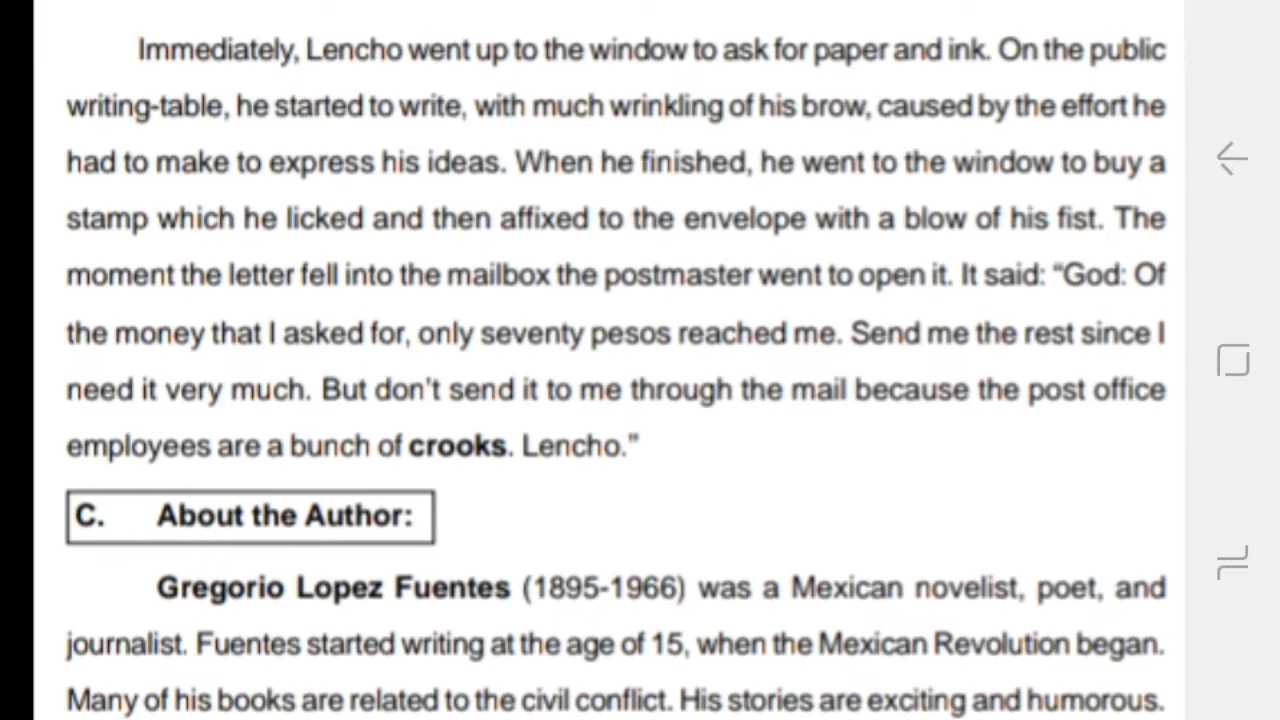 Immediately, Lencho went up to the window to ask for paper and ink. On the public
writing-table, he started to write, with much wrinkling of his brow, caused by the effort he
had to make to express his ideas. When he finished, he went to the window to buy a
stamp which he licked and then affixed to the envelope with a blow of his fist. The
moment the letter fell into the mailbox the postmaster went to open it. It said: “God: Of
the money that I asked for, only seventy pesos reached me. Send me the rest since I
need it very much. But don't send it to me through the mail because the post office
employees are a bunch of crooks. Lencho.”
C. About the Author:
Gregorio Lopez Fuentes (1895-1966) was a Mexican novelist, poet, and
journalist. Fuentes started writing at the age of 15, when the Mexican Revolution began.
Many of his books are related to the civil conflict. His stories are exciting and humorous.